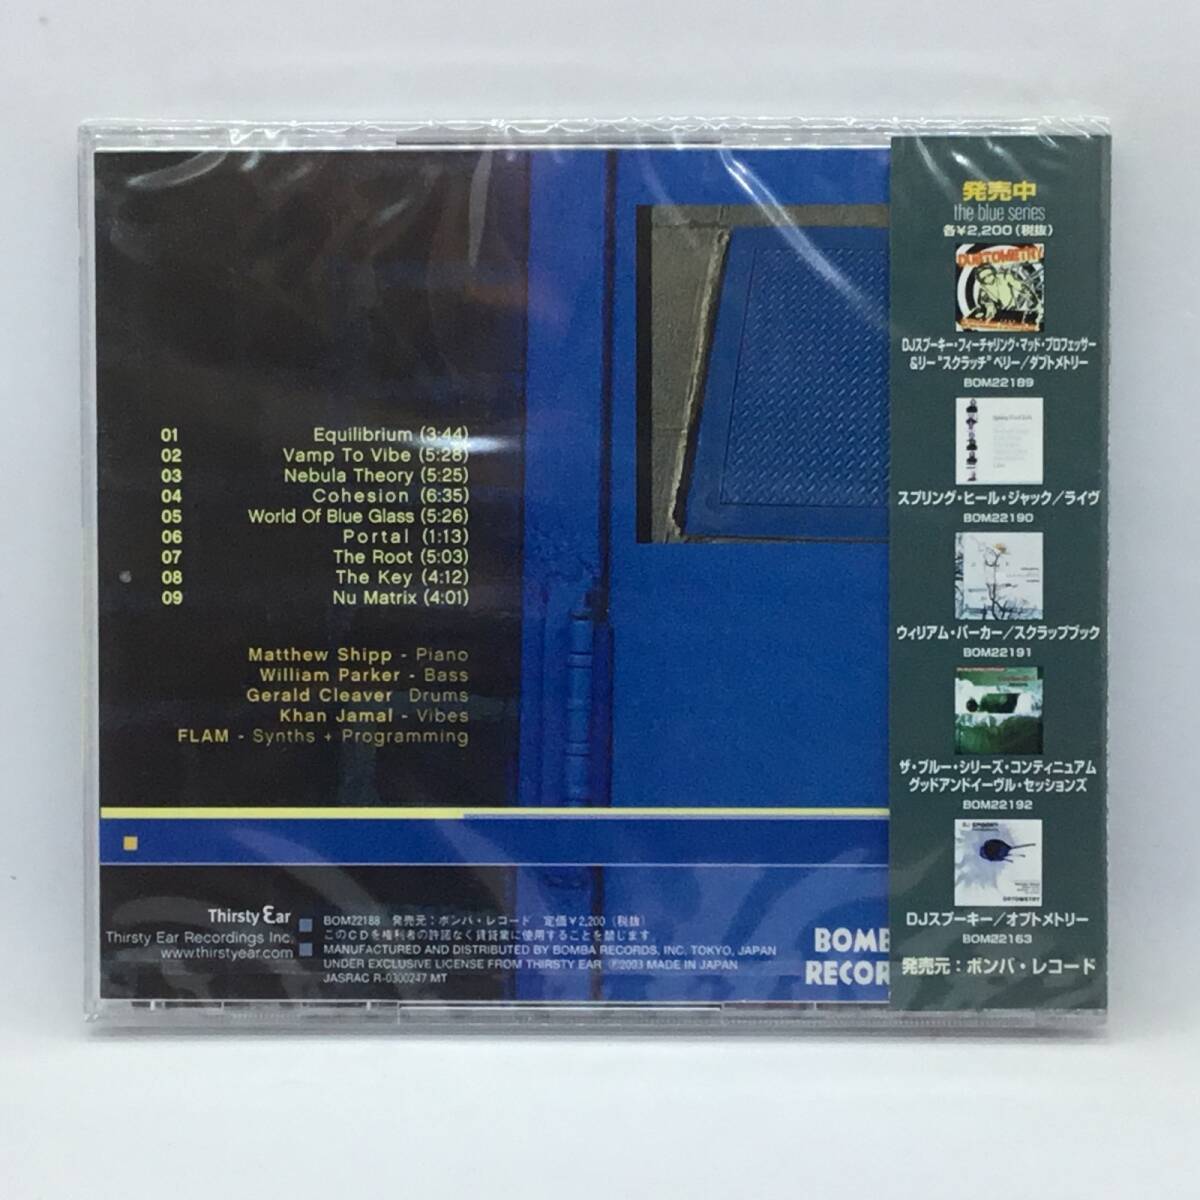 01 Equilibrium (3:44)
02 Vamp To Vibe (5:28)
03 Nebula Theory (5:25)
04 Cohesion (6:35)
05 World Of Blue Glass (5:26)
06 Portal (1:13)
07 The Root (5:03)
08 The Key (4:12)
09 Nu Matrix (4:01)
Matthew Shipp - Piano
William Parker - Bass
Gerald Cleaver Drums
Khan Jamal - Vibes
FLAM - Synths + Programming
Thirsty Ear
Thirsty Ear Recordings Inc.
www.thirstyear.com
BOM22188 発売元：ボンバ・レコード 定価¥2,200（税抜）
このCDを権利者の許諾なく賃貸業に使用することを禁じます。
MANUFACTURED AND DISTRIBUTED BY BOMBA RECORDS, INC. TOKYO, JAPAN
UNDER EXCLUSIVE LICENSE FROM THIRSTY EAR ℗2003 MADE IN JAPAN
JASRAC R-0300247 MT
BOMB
RECOR
発売中
the blue series
各¥2,200（税抜）
DUBTOMETRY
DJスプーキー・フィーチャリング・マッド・プロフェッサー
&リー"スクラッチ"ペリー／ダブトメトリー
BOM22189
スプリング・ヒール・ジャック／ライヴ
BOM22190
ウィリアム・パーカー／スクラップブック
BOM22191
ザ・ブルー・シリーズ・コンティニュアム
グッドアンドイーヴル・セッションズ
BOM22192
DJ SPOOKY
OPTOMETRY
DJスプーキー／オプトメトリー
BOM22163
発売元：ボンバ・レコード